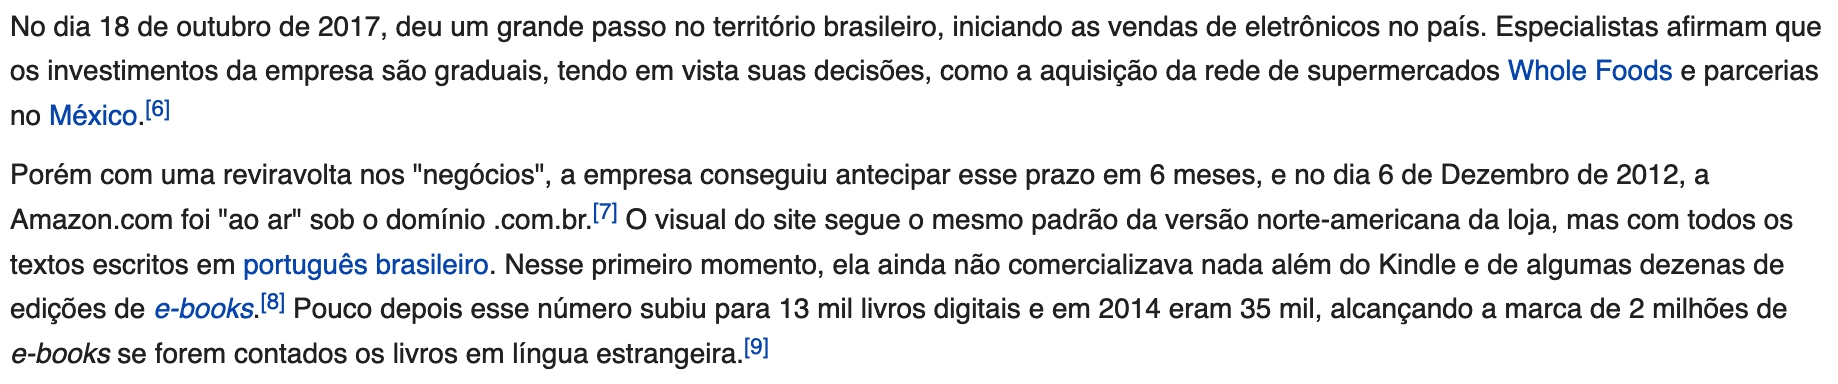 No dia 18 de outubro de 2017, deu um grande passo no território brasileiro, iniciando as vendas de eletrônicos no país. Especialistas afirmam que
os investimentos da empresa são graduais, tendo em vista suas decisões, como a aquisição da rede de supermercados Whole Foods e parcerias
no México.[6]
Porém com uma reviravolta nos "negócios", a empresa conseguiu antecipar esse prazo em 6 meses, e no dia 6 de Dezembro de 2012, a
Amazon.com foi "ao ar" sob o domínio .com.br.[7] O visual do site segue o mesmo padrão da versão norte-americana da loja, mas com todos os
textos escritos em português brasileiro. Nesse primeiro momento, ela ainda não comercializava nada além do Kindle e de algumas dezenas de
edições de e-books.[8] Pouco depois esse número subiu para 13 mil livros digitais e em 2014 eram 35 mil, alcançando a marca de 2 milhões de
e-books se forem contados os livros em língua estrangeira.[9]